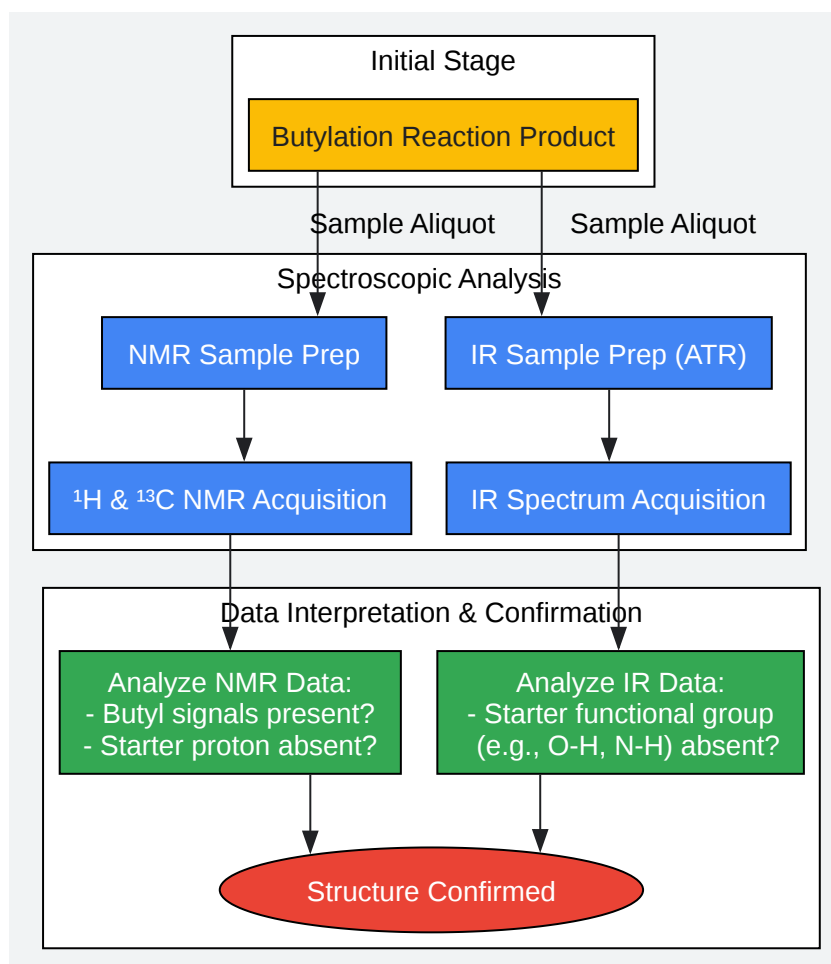 Initial Stage
Butylation Reaction Product
Sample Aliquot
Sample Aliquot
Spectroscopic Analysis
NMR Sample Prep
IR Sample Prep (ATR)
¹H & ¹³C NMR Acquisition
IR Spectrum Acquisition
Data Interpretation & Confirmation
Analyze NMR Data:
- Butyl signals present?
- Starter proton absent?
Analyze IR Data:
- Starter functional group
(e.g., O-H, N-H) absent?
Structure Confirmed